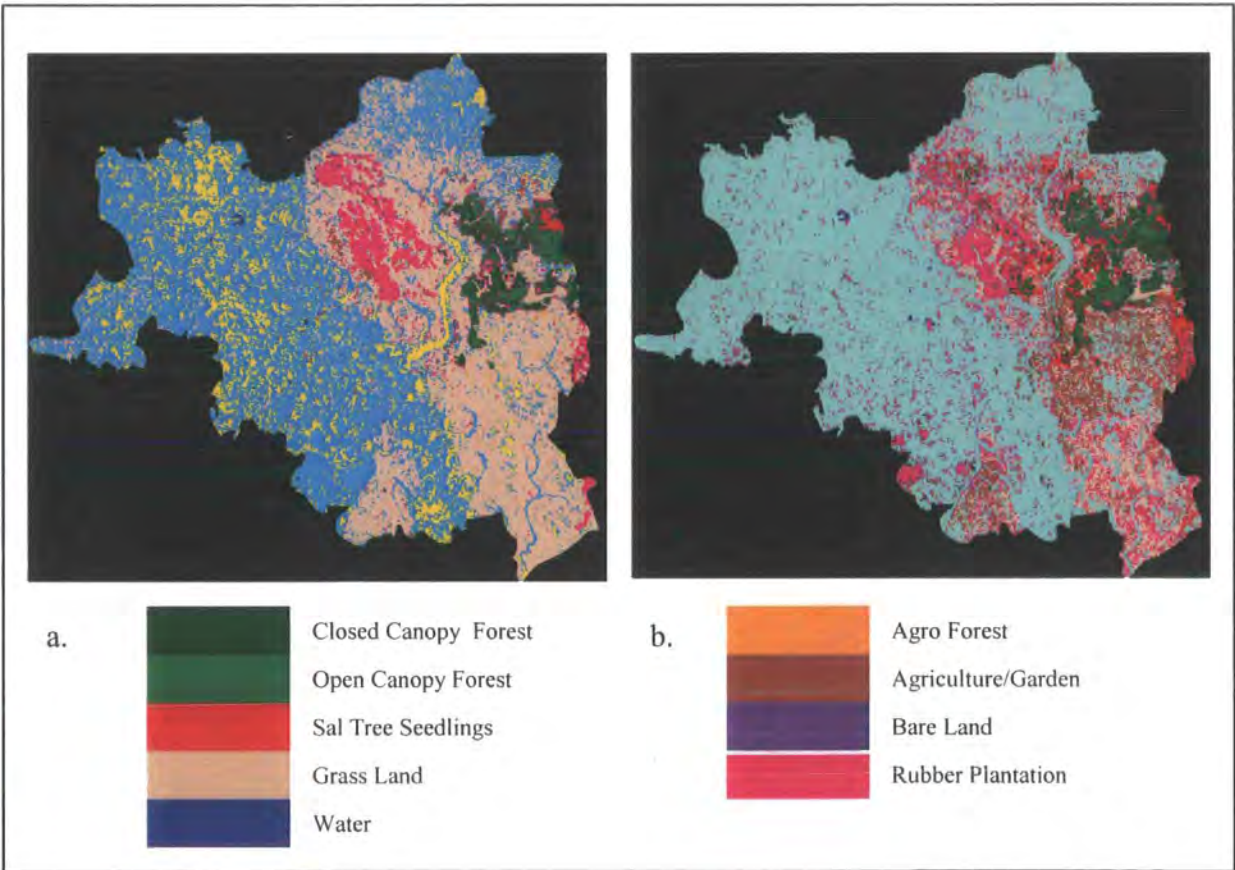 a.
Closed Canopy Forest
Open Canopy Forest
Sal Tree Seedlings
Grass Land
Water
b.
Agro Forest
Agriculture/Garden
Bare Land
Rubber Plantation